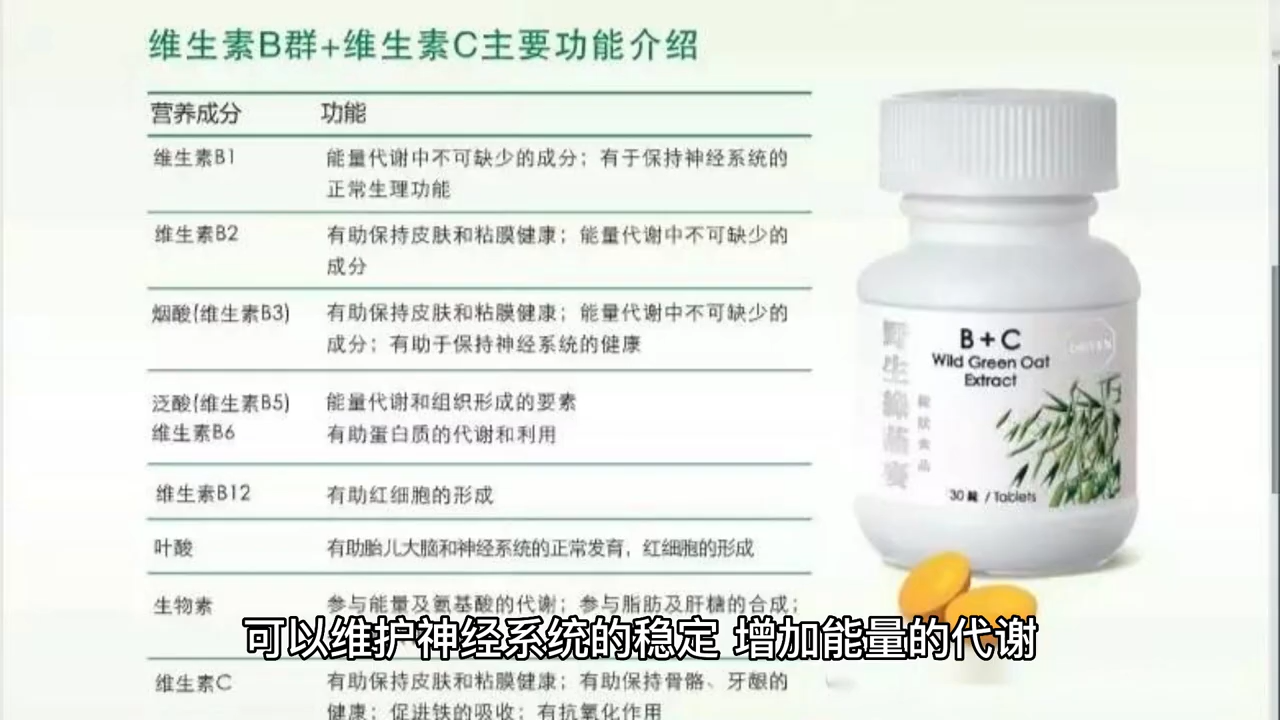 维生素B群+维生素C主要功能介绍
营养成分 功能
维生素B1 能量代谢中不可缺少的成分；有于保持神经系统的
正常生理功能
维生素B2 有助保持皮肤和粘膜健康；能量代谢中不可缺少的
成分
烟酸(维生素B3) 有助保持皮肤和粘膜健康；能量代谢中不可缺少的
成分；有助于保持神经系统的健康
泛酸(维生素B5) 能量代谢和组织形成的要素
维生素B6 有助蛋白质的代谢和利用
维生素B12 有助红细胞的形成
叶酸 有助胎儿大脑和神经系统的正常发育，红细胞的形成
生物素 参与能量及氨基酸的代谢；参与脂肪及肝糖的合成；
维生素C 有助保持皮肤和粘膜健康；有助保持骨骼、牙龈的
健康；促进铁的吸收；有抗氧化作用
B+C
Wild Green Oat
Extract
野生綠燕麥
30 錠 / Tablets
可以维护神经系统的稳定 增加能量的代谢